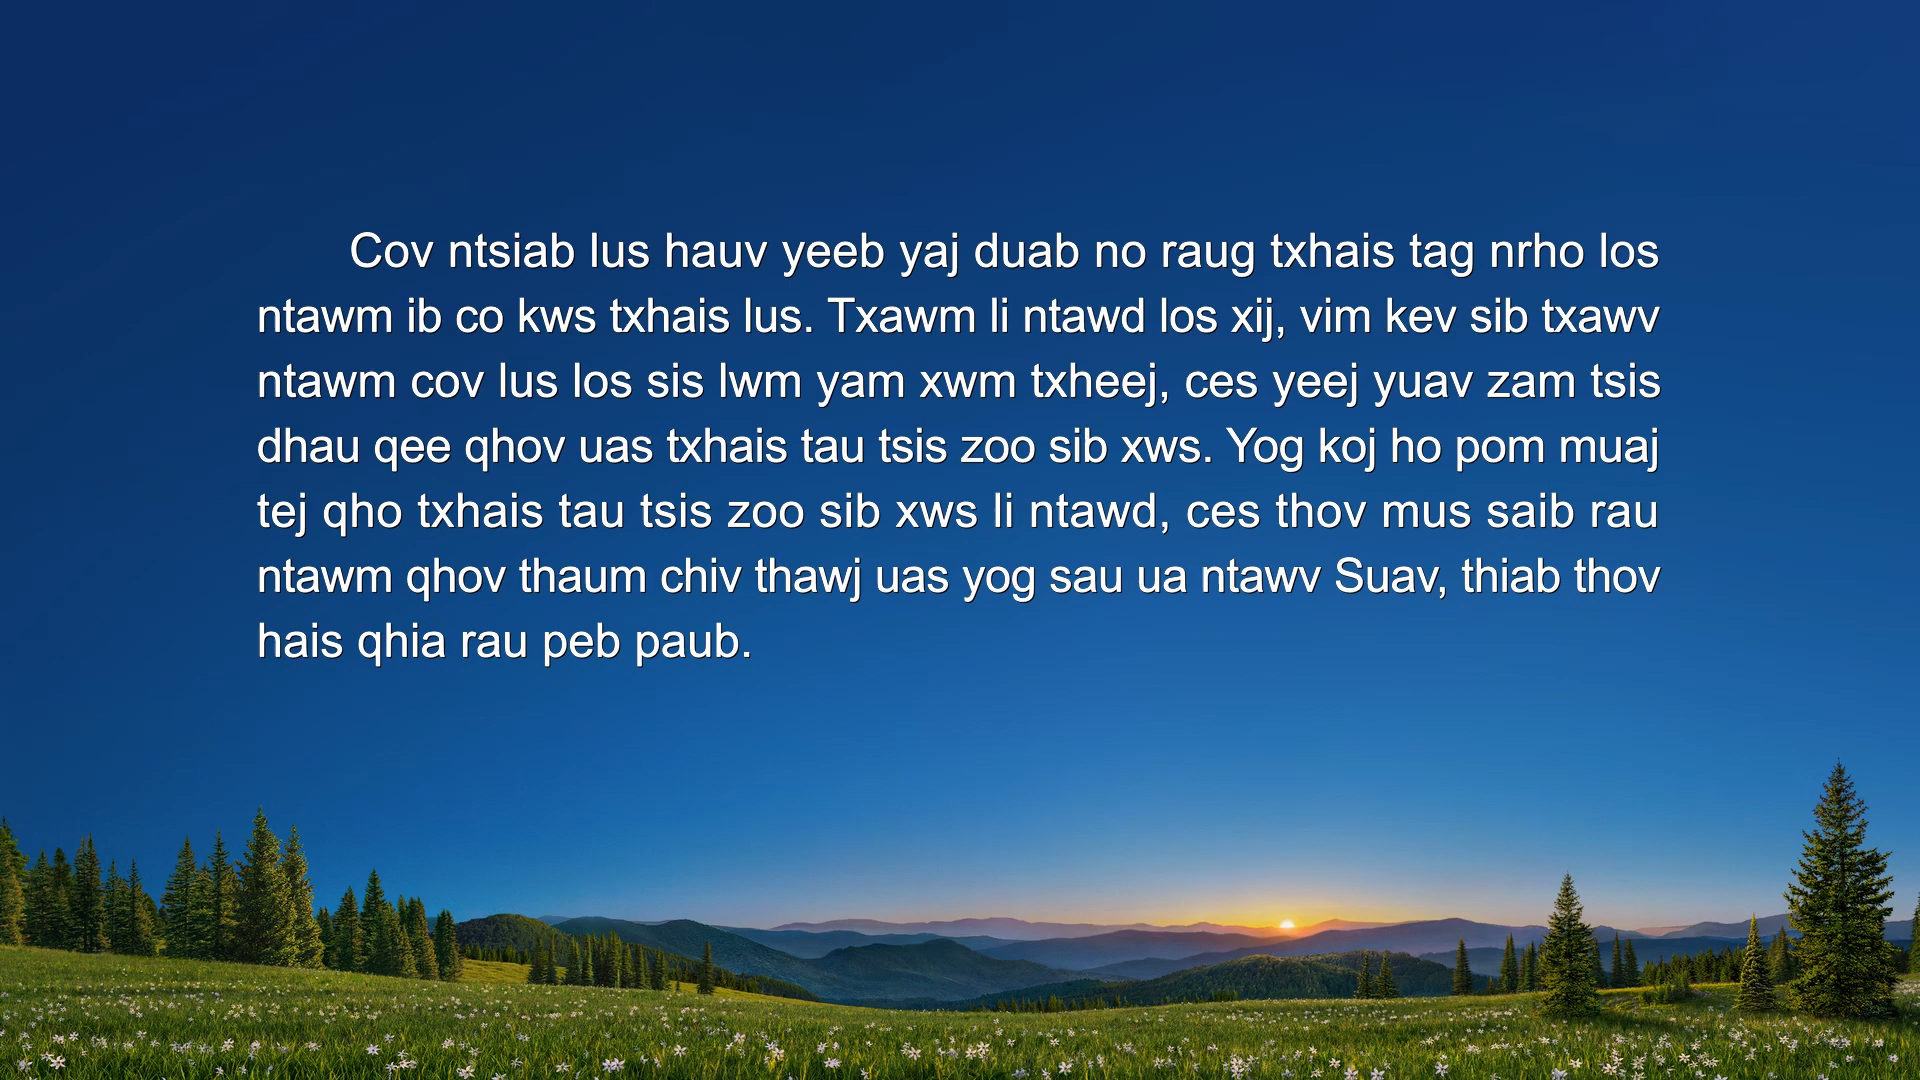 Cov ntsiab lus hauv yeeb yaj duab no raug txhais tag nrho los
ntawm ib co kws txhais lus. Txawm li ntawd los xij, vim kev sib txawv
ntawm cov lus los sis lwm yam xwm txheej, ces yeej yuav zam tsis
dhau qee qhov uas txhais tau tsis zoo sib xws. Yog koj ho pom muaj
tej qho txhais tau tsis zoo sib xws li ntawd, ces thov mus saib rau
ntawm qhov thaum chiv thawj uas yog sau ua ntawv Suav, thiab thov
hais qhia rau peb paub.